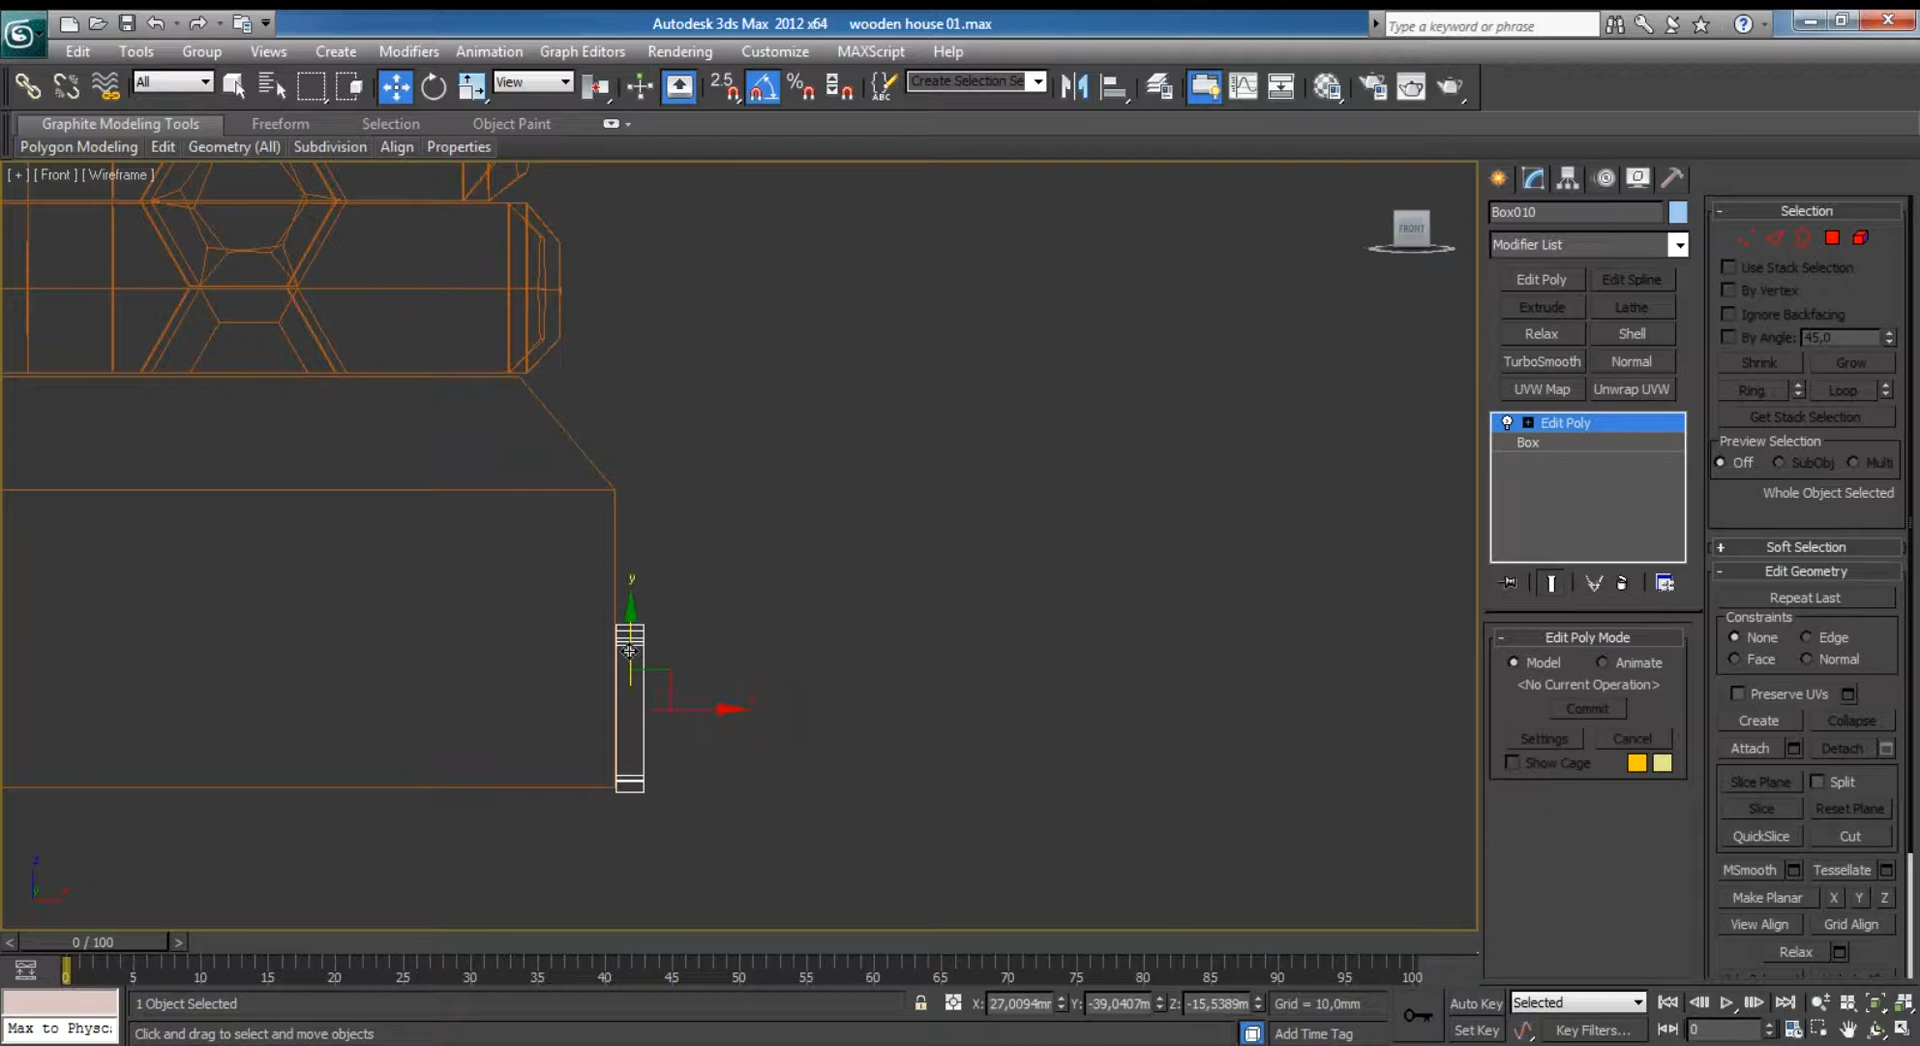 Autodesk 3ds Max 2012 x64 wooden house 01.max
Type a keyword or phrase
Edit Tools Group Views Create Modifiers Animation Graph Editors Rendering Customize MAXScript Help
All View 2.5 % ABC Create Selection Se
Graphite Modeling Tools Freeform Selection Object Paint
Polygon Modeling Edit Geometry (All) Subdivision Align Properties
[ + ] [ Front ] [ Wireframe ]
FRONT
y
z
x
Box010
Modifier List
Edit Poly Edit Spline
Extrude Lathe
Relax Shell
TurboSmooth Normal
UVW Map Unwrap UVW
Edit Poly
Box
- Edit Poly Mode
Model Animate
<No Current Operation>
Commit
Settings Cancel
Show Cage
- Selection
Use Stack Selection
By Vertex
Ignore Backfacing
By Angle: 45,0
Shrink Grow
Ring Loop
Get Stack Selection
Preview Selection
Off SubObj Multi
Whole Object Selected
+ Soft Selection
- Edit Geometry
Repeat Last
Constraints
None Edge
Face Normal
Preserve UVs
Create Collapse
Attach Detach
Slice Plane Split
Slice Reset Plane
QuickSlice Cut
MSmooth Tessellate
Make Planar X Y Z
View Align Grid Align
Relax
< 0 / 100 >
0 5 10 15 20 25 30 35 40 45 50 55 60 65 70 75 80 85 90 95 100
1 Object Selected X: 27,0094mr Y: -39,0407m Z: -15,5389m Grid = 10,0mm Auto Key Selected
Max to Physc: Click and drag to select and move objects Add Time Tag Set Key Key Filters... 0